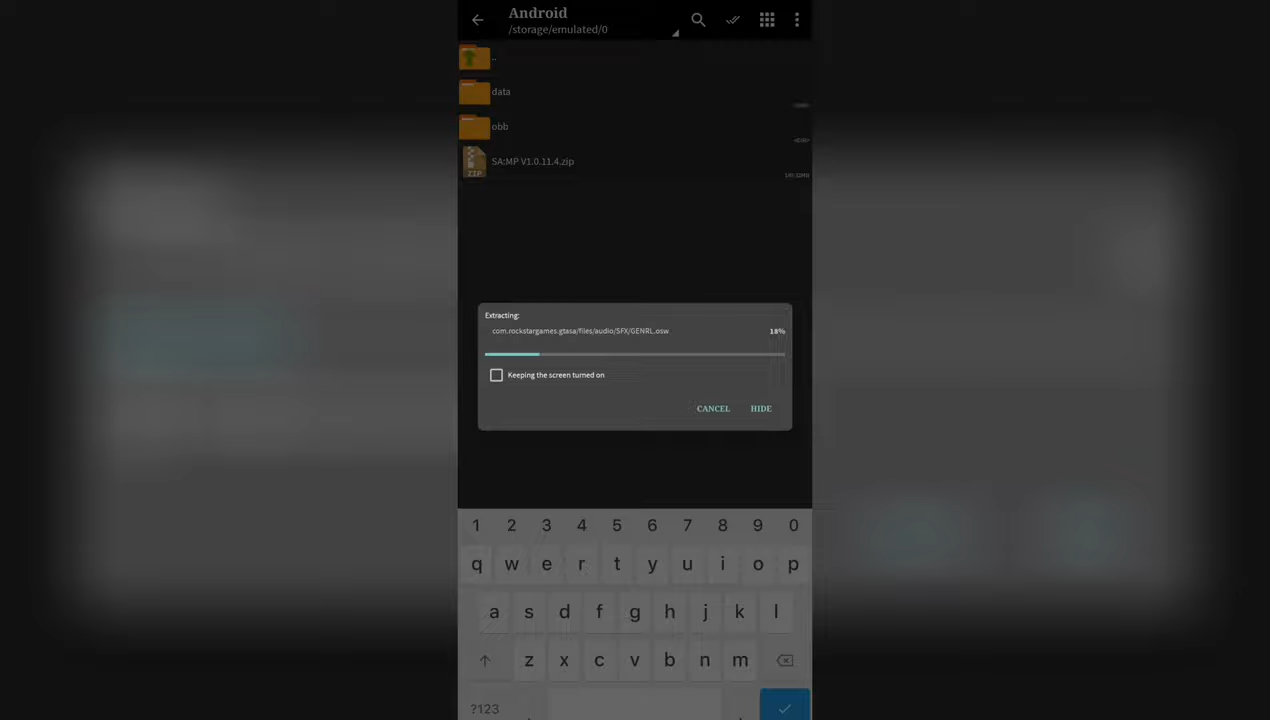 Android
/storage/emulated/0
..
data
obb
<DIR>
SA:MP V1.0.11.4.zip
ZIP
Extracting:
com.rockstargames.gtasa/files/audio/SFX/GENRL.osw
18%
Keeping the screen turned on
CANCEL HIDE
1 2 3 4 5 6 7 8 9 0
q w e r t y u i o p
a s d f g h j k l
z x c v b n m
?123 , .